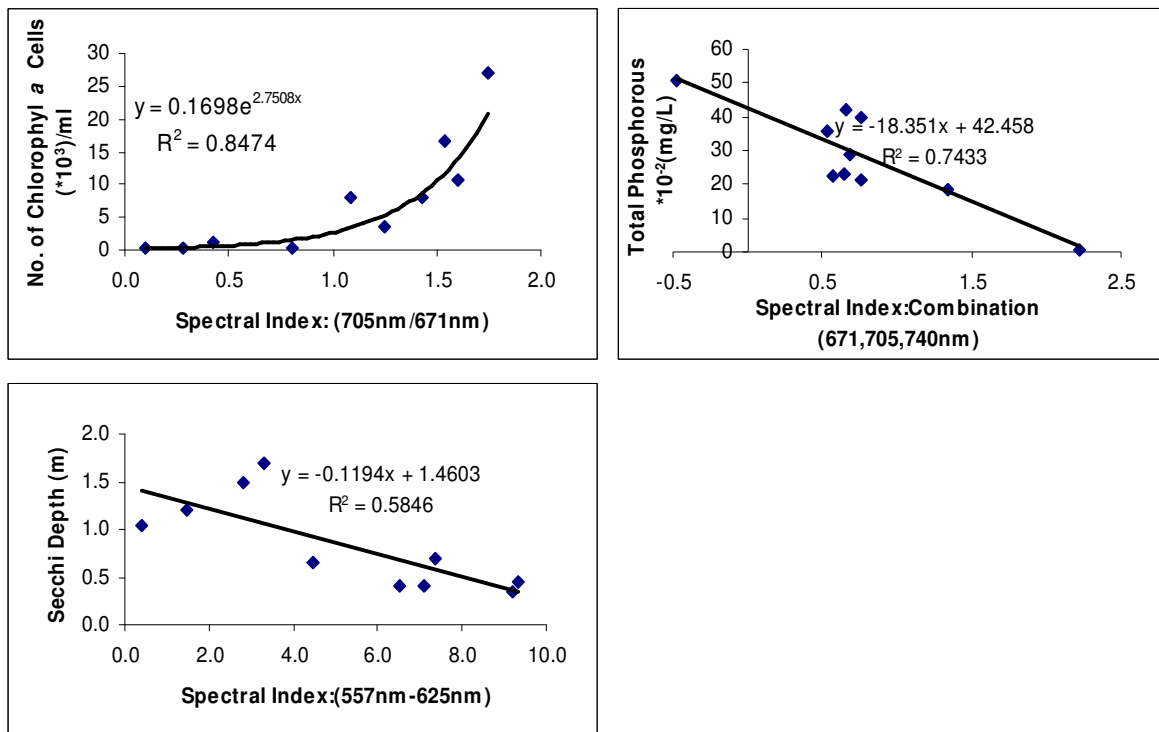 No. of Chlorophyl a Cells
(*10³)/ml
30
25
20
15
10
5
0
y = 0.1698e^2.7508x
R² = 0.8474
0.0 0.5 1.0 1.5 2.0
Spectral Index: (705nm/671nm)
Total Phosphorous
*10⁻²(mg/L)
60
50
40
30
20
10
0
y = -18.351x + 42.458
R² = 0.7433
-0.5 0.5 1.5 2.5
Spectral Index:Combination
(671,705,740nm)
Secchi Depth (m)
2.0
1.5
1.0
0.5
0.0
y = -0.1194x + 1.4603
R² = 0.5846
0.0 2.0 4.0 6.0 8.0 10.0
Spectral Index:(557nm-625nm)